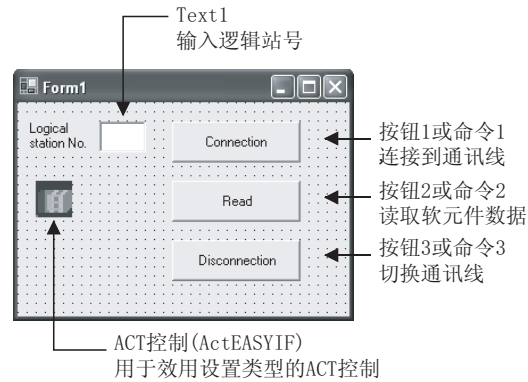 Text1
输入逻辑站号
Form1
Logical
station No.
Connection
按钮1或命令1
连接到通讯线
Read
按钮2或命令2
读取软元件数据
Disconnection
按钮3或命令3
切换通讯线
ACT控制(ActEASYIF)
用于效用设置类型的ACT控制